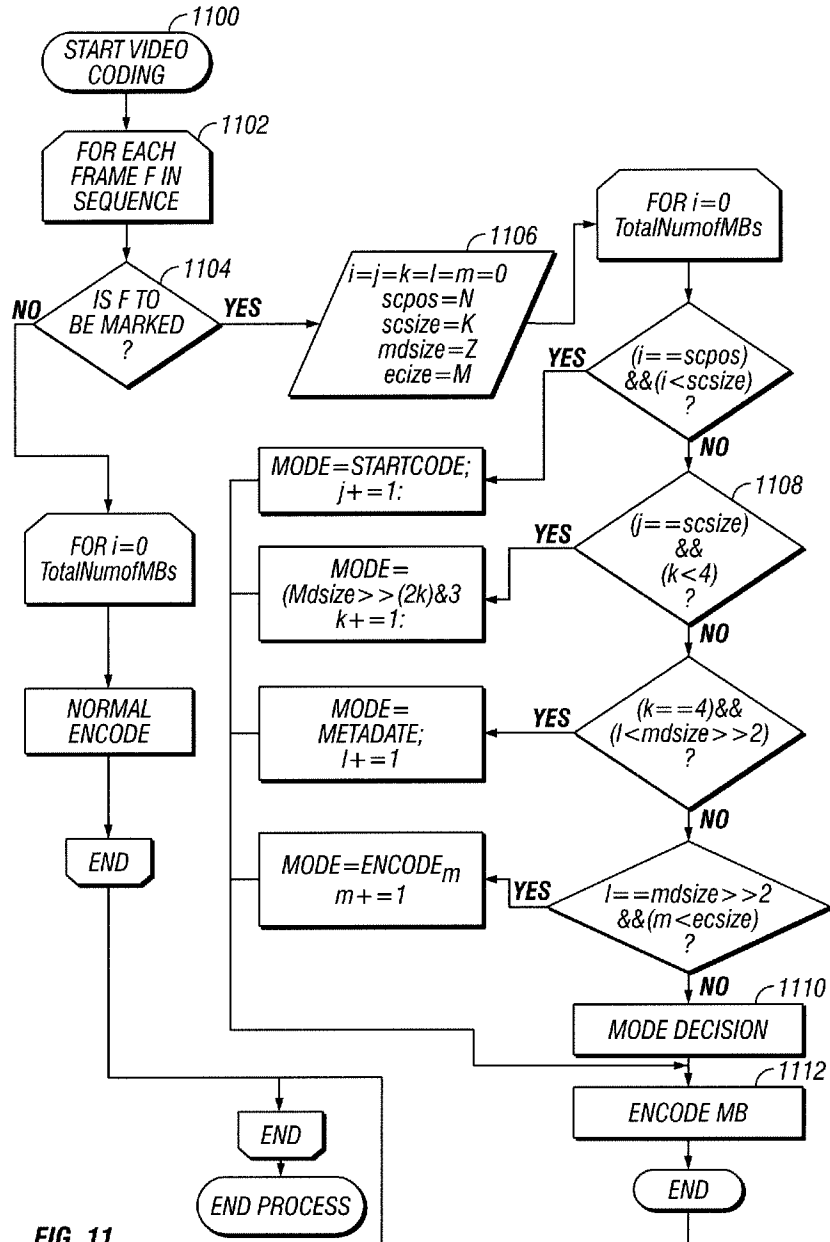 1100
START VIDEO
CODING
1102
FOR EACH
FRAME F IN
SEQUENCE
1104
IS F TO
BE MARKED
?
NO
YES
1106
i=j=k=l=m=0
scpos=N
scsize=K
mdsize=Z
ecize=M
FOR i=0
TotalNumofMBs
(i==scpos)
&&(i<scsize)
?
YES
NO
MODE=STARTCODE;
j+=1:
1108
(j==scsize)
&&
(k<4)
?
YES
NO
MODE=
(Mdsize>>(2k)&3
k+=1:
FOR i=0
TotalNumofMBs
(k==4)&&
(l<mdsize>>2)
?
YES
NO
MODE=
METADATE;
l+=1
NORMAL
ENCODE
END
l==mdsize>>2
&&(m<ecsize)
?
YES
NO
MODE=ENCODEm
m+=1
1110
MODE DECISION
1112
ENCODE MB
END
END
END PROCESS
FIG. 11